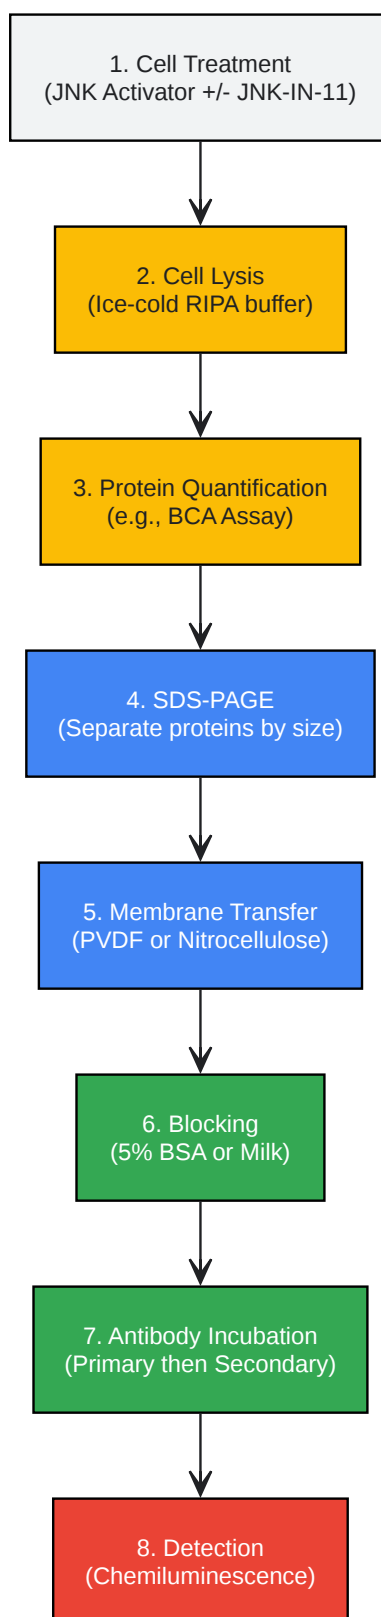 1. Cell Treatment
(JNK Activator +/- JNK-IN-11)
2. Cell Lysis
(Ice-cold RIPA buffer)
3. Protein Quantification
(e.g., BCA Assay)
4. SDS-PAGE
(Separate proteins by size)
5. Membrane Transfer
(PVDF or Nitrocellulose)
6. Blocking
(5% BSA or Milk)
7. Antibody Incubation
(Primary then Secondary)
8. Detection
(Chemiluminescence)